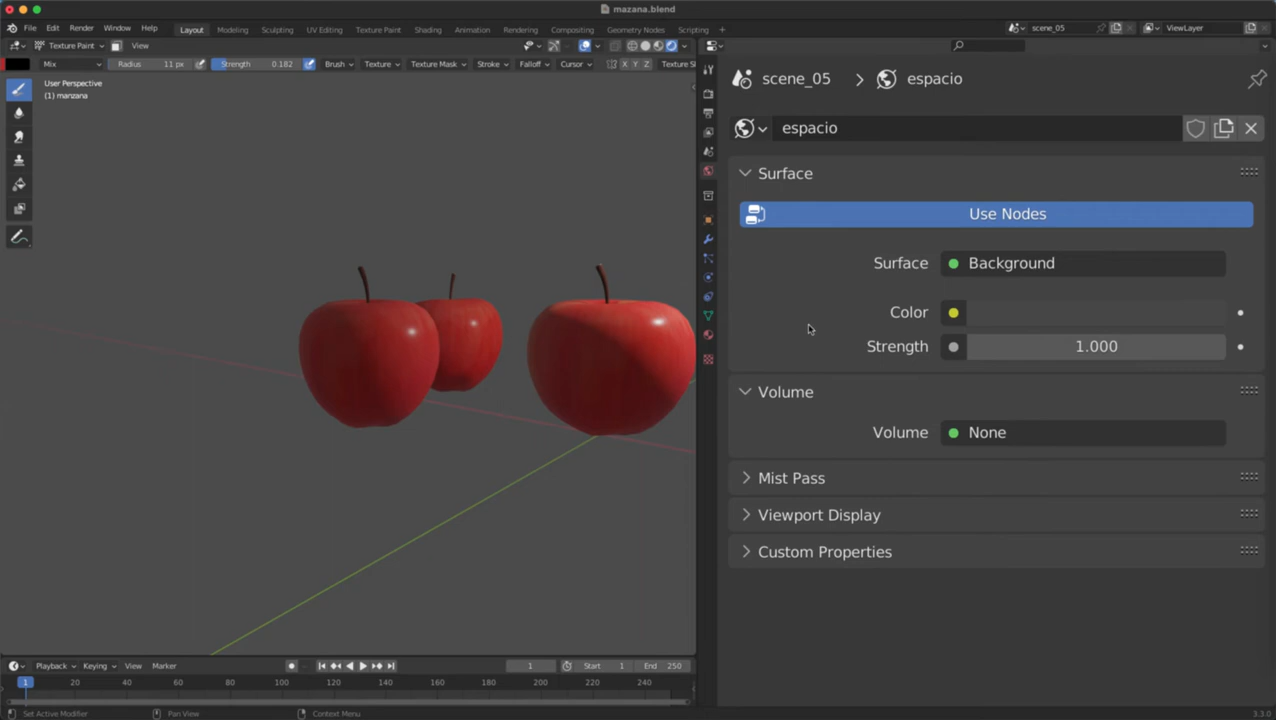 mazana.blend
File Edit Render Window Help Layout Modeling Sculpting UV Editing Texture Paint Shading Animation Rendering Compositing Geometry Nodes Scripting + scene_05 ViewLayer
Texture Paint View
Mix Radius 11 px Strength 0.182 Brush Texture Texture Mask Stroke Falloff Cursor X Y Z Texture Sl
User Perspective
(1) manzana
scene_05 espacio
espacio
Surface
Use Nodes
Surface Background
Color
Strength 1.000
Volume
Volume None
Mist Pass
Viewport Display
Custom Properties
Playback Keying View Marker 1 Start 1 End 250
1 20 40 60 80 100 120 140 160 180 200 220 240
Set Active Modifier Pan View Context Menu 3.3.0